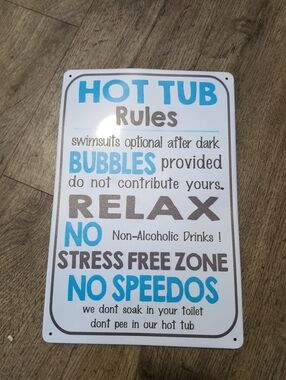 HOT TUB
Rules
swimsuits optional after dark
BUBBLES provided
do not contribute yours.
RELAX
NO Non-Alcoholic Drinks !
STRESS FREE ZONE
NO SPEEDOS
we dont soak in your toilet
dont pee in our hot tub